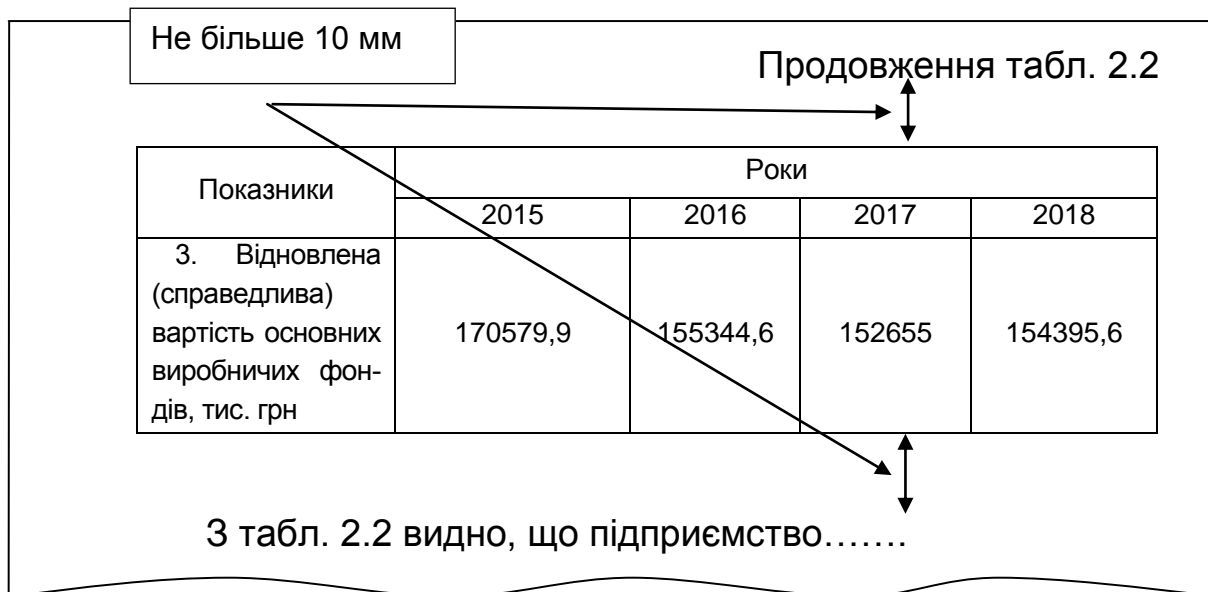 Не більше 10 мм
Продовження табл. 2.2
Показники
Роки
2015 2016 2017 2018
3. Відновлена
(справедлива)
вартість основних
виробничих фон-
дів, тис. грн
170579,9 155344,6 152655 154395,6
З табл. 2.2 видно, що підприємство…….